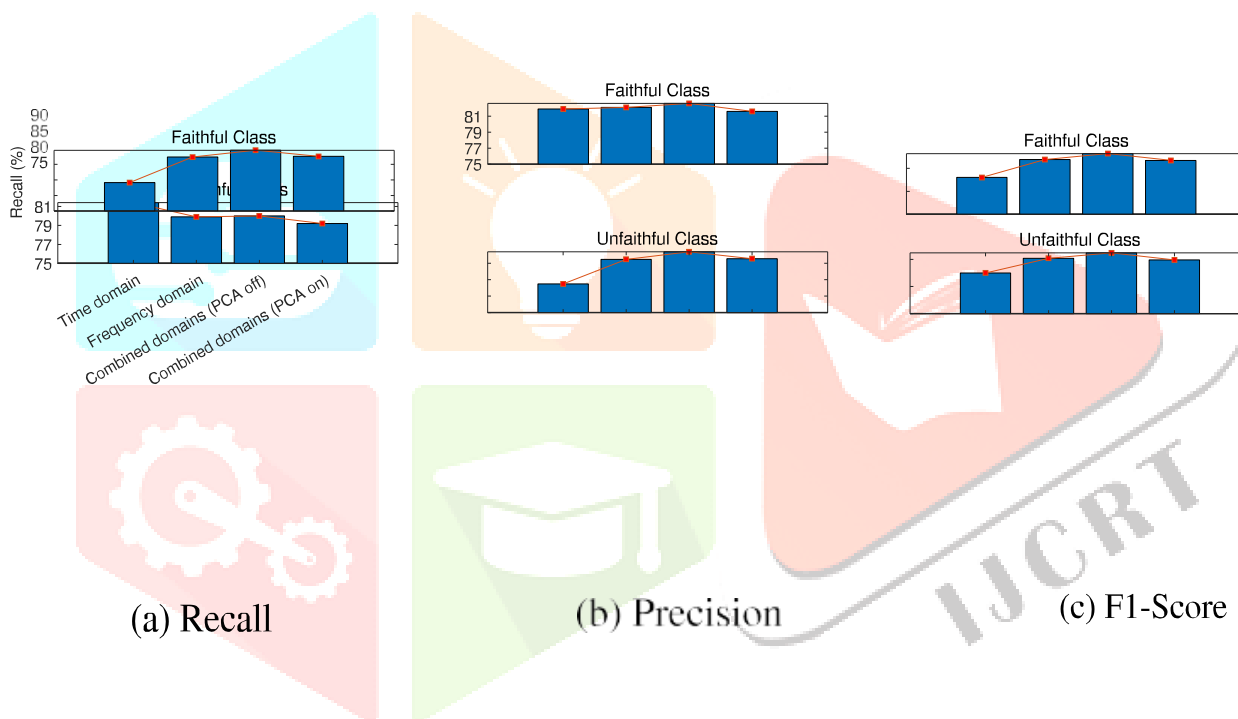 90
85
80
75
Recall (%)
Faithful Class
81
79
77
75
Time domain
Frequency domain
Combined domains (PCA off)
Combined domains (PCA on)
Faithful Class
81
79
77
75
Unfaithful Class
Faithful Class
Unfaithful Class
(a) Recall
(b) Precision
(c) F1-Score
IJCRT